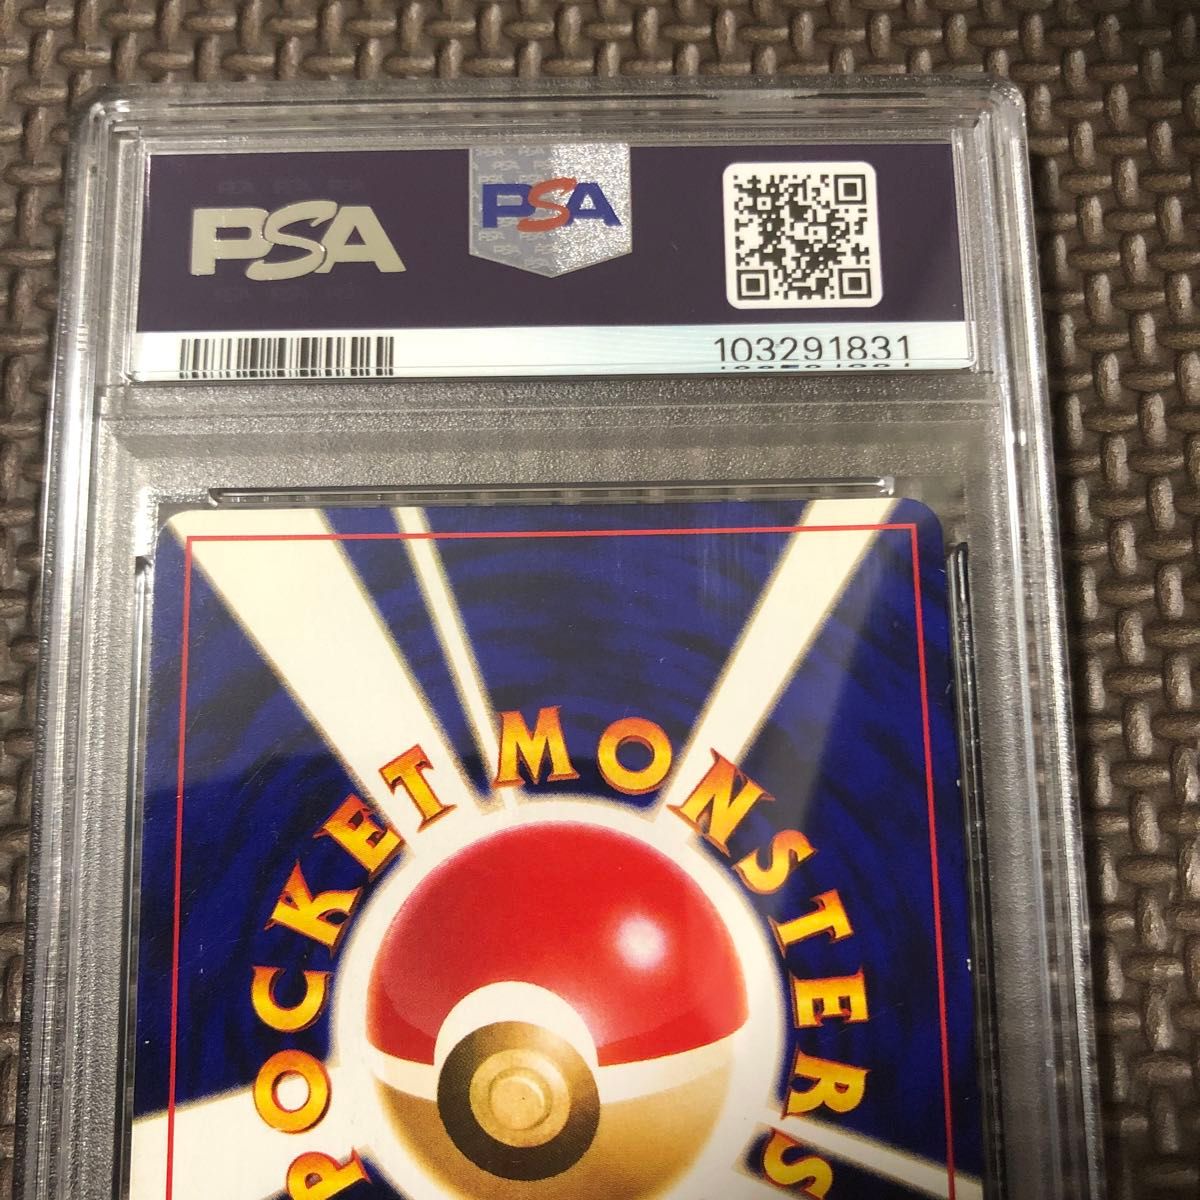 PSA
PSA
103291831
POCKET MONSTERS